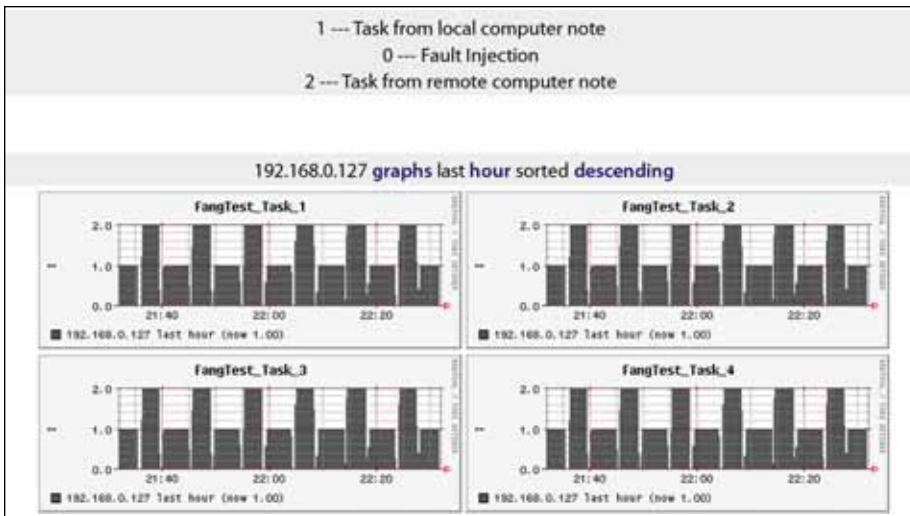 1 --- Task from local computer note
0 --- Fault Injection
2 --- Task from remote computer note
192.168.0.127 graphs last hour sorted descending
FangTest_Task_1
2.0
1.0
0.0
21:40 22:00 22:20
192.168.0.127 last hour (now 1.00)
FangTest_Task_2
2.0
1.0
0.0
21:40 22:00 22:20
192.168.0.127 last hour (now 1.00)
FangTest_Task_3
2.0
1.0
0.0
21:40 22:00 22:20
192.168.0.127 last hour (now 1.00)
FangTest_Task_4
2.0
1.0
0.0
21:40 22:00 22:20
192.168.0.127 last hour (now 1.00)